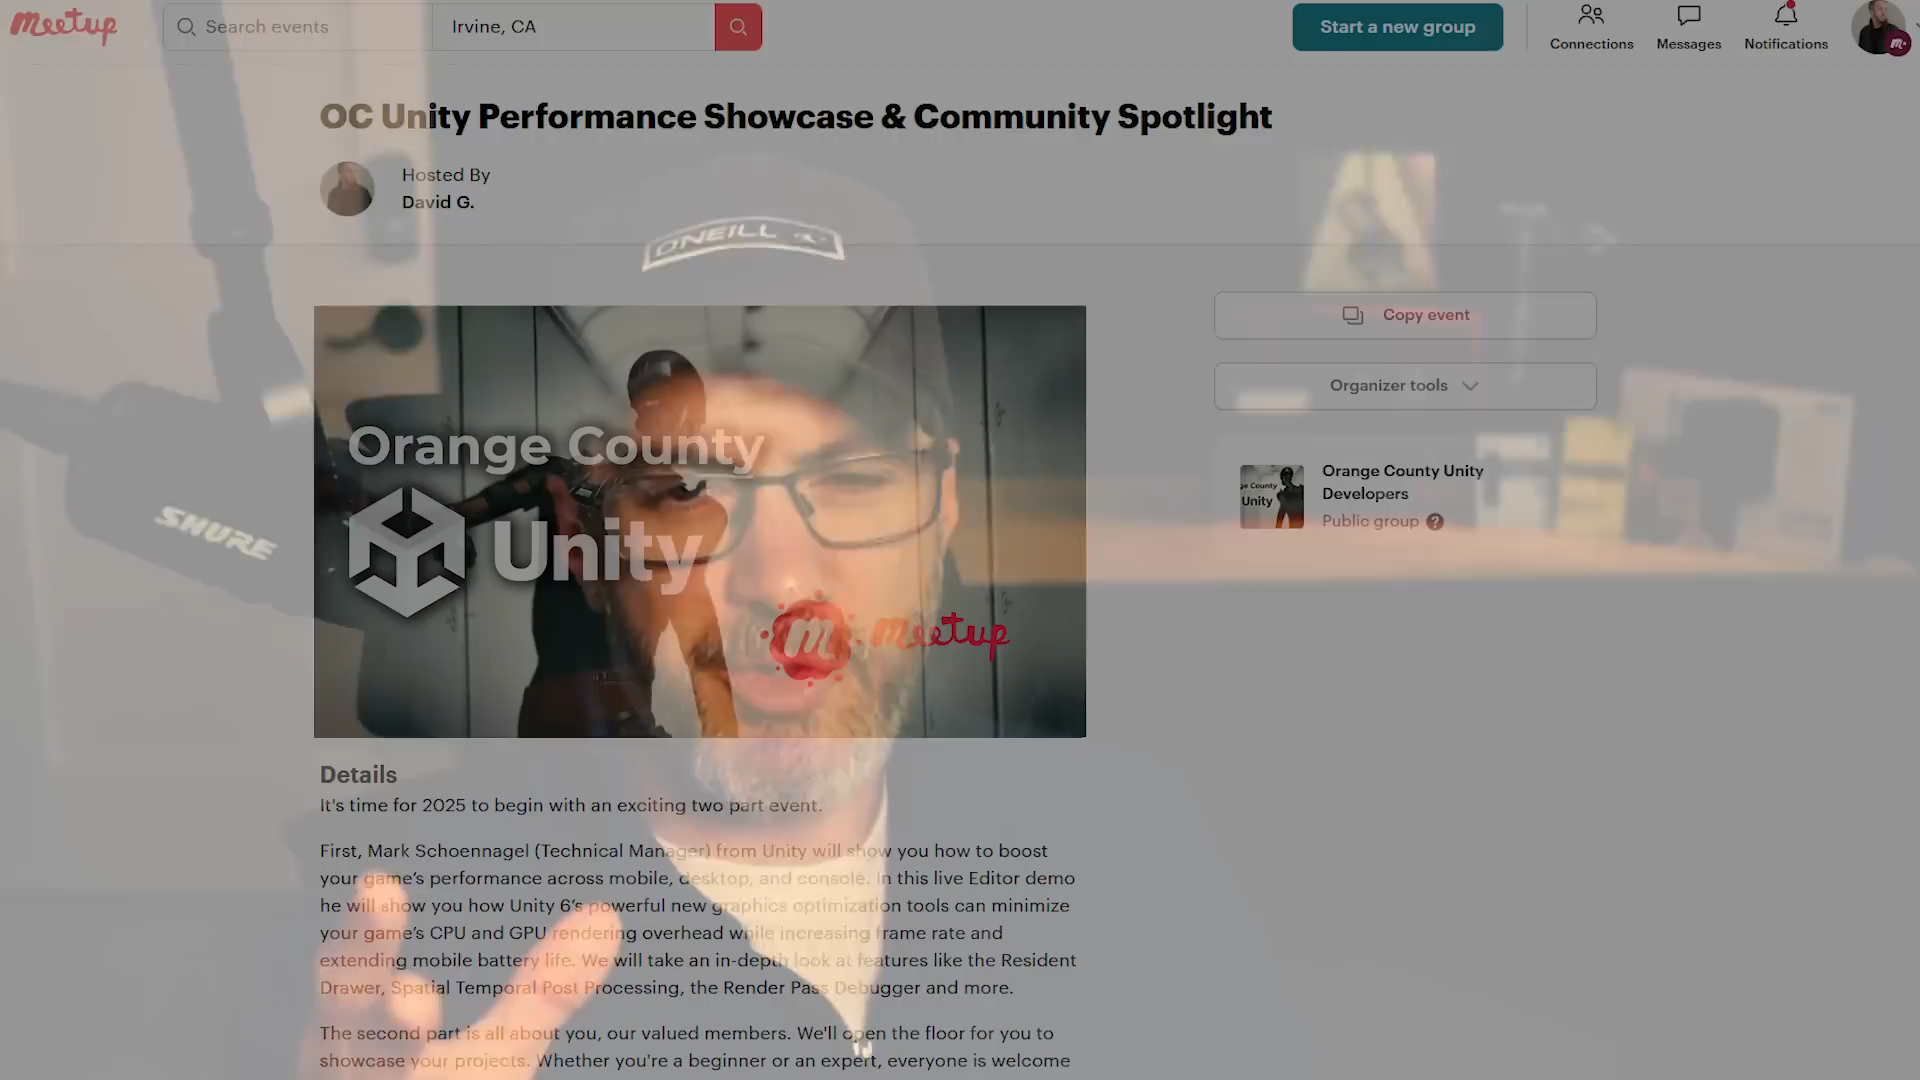 meetup
Search events
Irvine, CA
Start a new group
Connections
Messages
Notifications
OC Unity Performance Showcase & Community Spotlight
Hosted By
David G.
ONEILL
Copy event
Organizer tools
Orange County
Unity
meetup
SHURE
ge County
Unity
Orange County Unity
Developers
Public group
Details
It's time for 2025 to begin with an exciting two part event.
First, Mark Schoennagel (Technical Manager) from Unity will show you how to boost
your game's performance across mobile, desktop, and console. In this live Editor demo
he will show you how Unity 6's powerful new graphics optimization tools can minimize
your game's CPU and GPU rendering overhead while increasing frame rate and
extending mobile battery life. We will take an in-depth look at features like the Resident
Drawer, Spatial Temporal Post Processing, the Render Pass Debugger and more.
The second part is all about you, our valued members. We'll open the floor for you to
showcase your projects. Whether you're a beginner or an expert, everyone is welcome